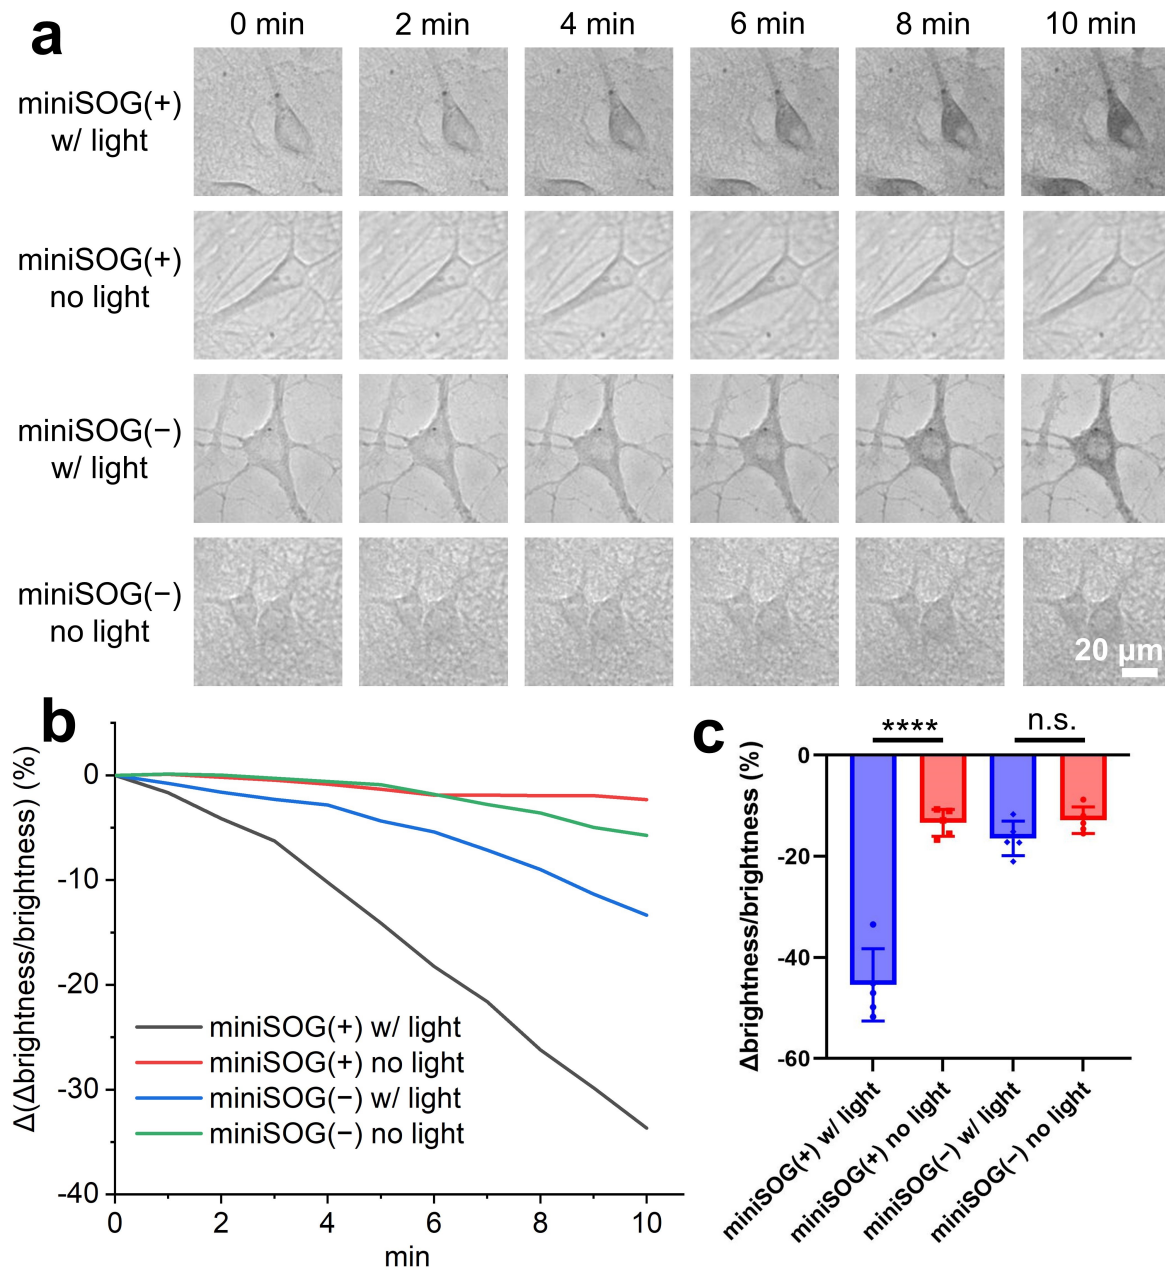 a
0 min 2 min 4 min 6 min 8 min 10 min
miniSOG(+)
w/ light
miniSOG(+)
no light
miniSOG(−)
w/ light
miniSOG(−)
no light
20 µm
b
Δ(Δbrightness/brightness) (%)
0
-10
-20
-30
-40
miniSOG(+) w/ light
miniSOG(+) no light
miniSOG(−) w/ light
miniSOG(−) no light
0 2 4 6 8 10
min
c
**** n.s.
Δbrightness/brightness (%)
0
-20
-40
-60
miniSOG(+) w/ light
miniSOG(+) no light
miniSOG(−) w/ light
miniSOG(−) no light